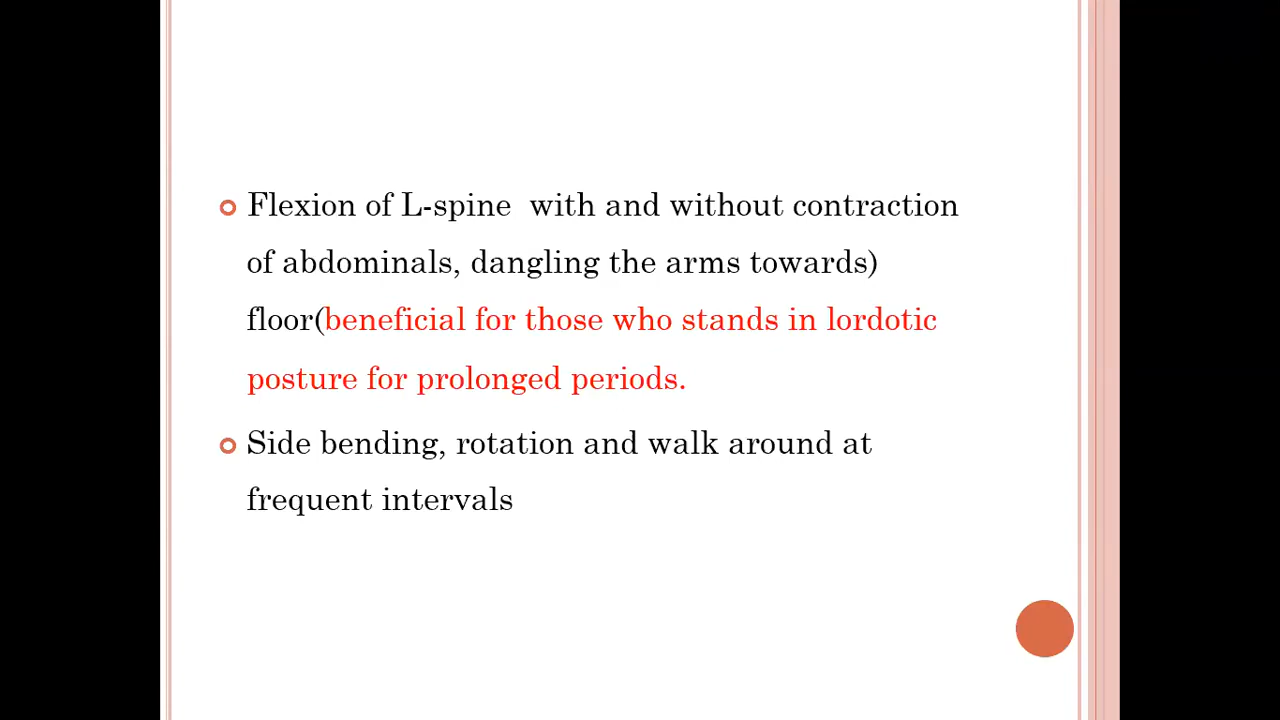 Flexion of L-spine  with and without contraction
of abdominals, dangling the arms towards)
floor(beneficial for those who stands in lordotic
posture for prolonged periods.
Side bending, rotation and walk around at
frequent intervals